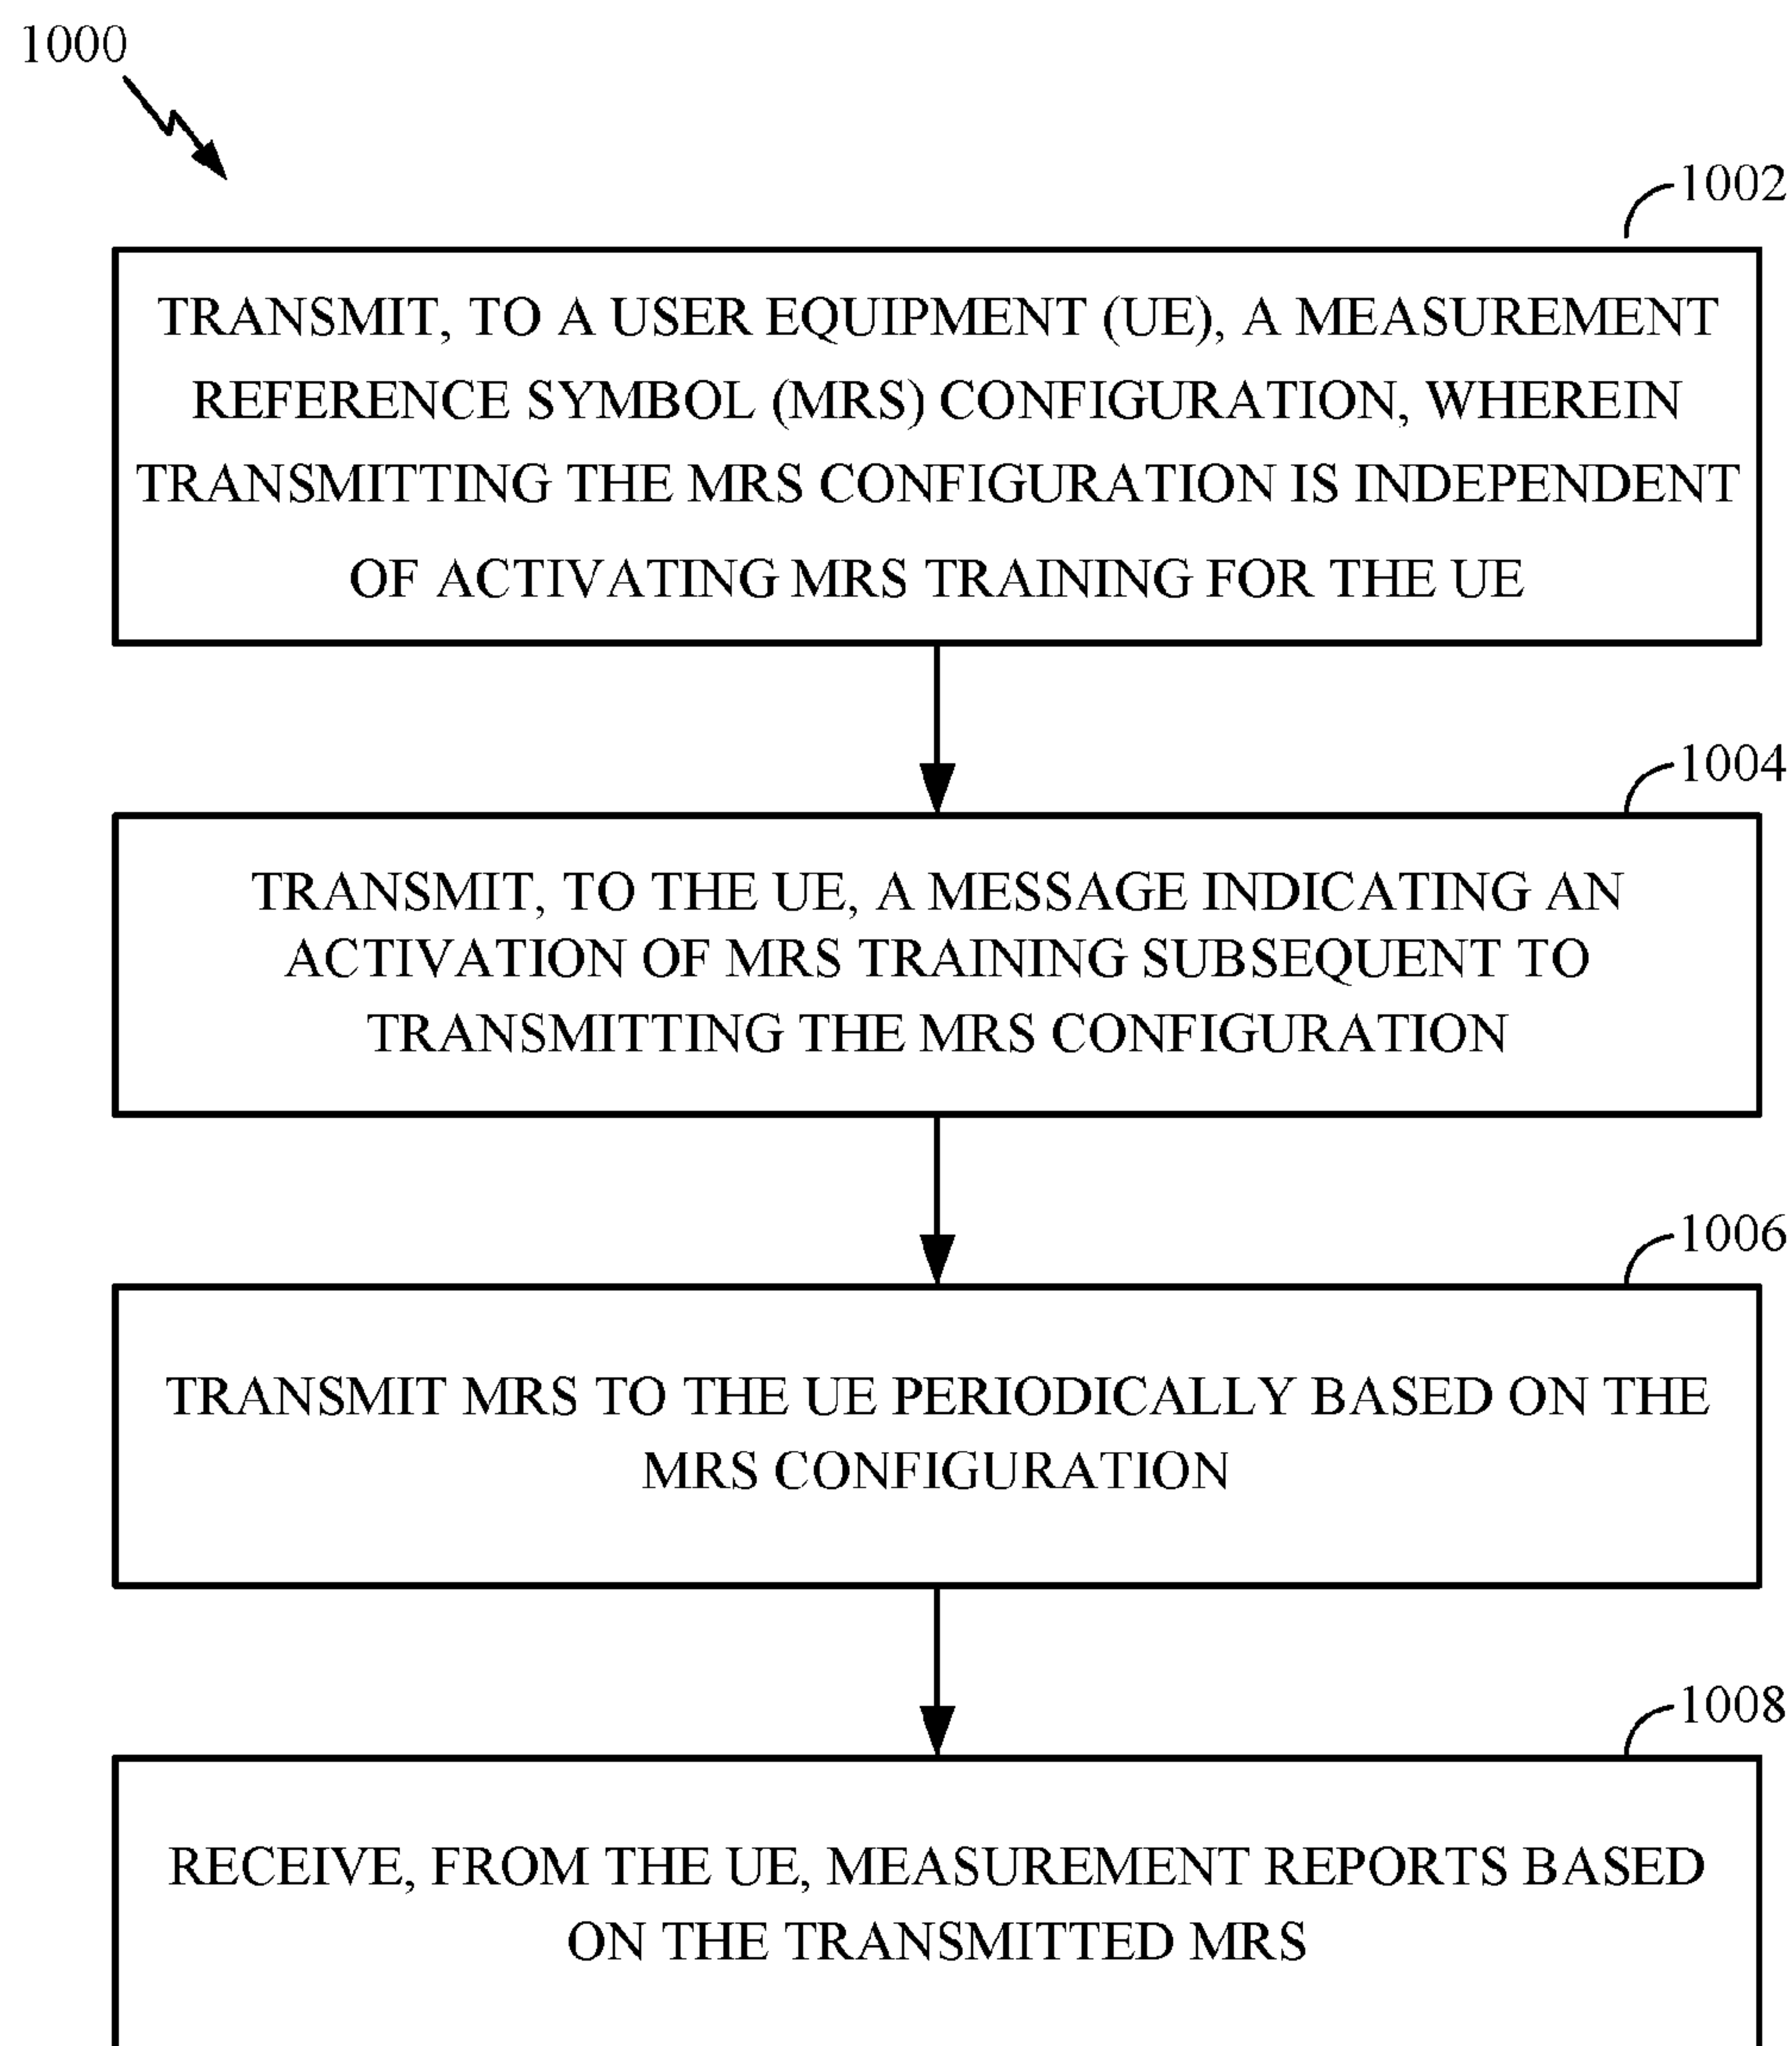 1000
1002
TRANSMIT, TO A USER EQUIPMENT (UE), A MEASUREMENT
REFERENCE SYMBOL (MRS) CONFIGURATION, WHEREIN
TRANSMITTING THE MRS CONFIGURATION IS INDEPENDENT
OF ACTIVATING MRS TRAINING FOR THE UE
1004
TRANSMIT, TO THE UE, A MESSAGE INDICATING AN
ACTIVATION OF MRS TRAINING SUBSEQUENT TO
TRANSMITTING THE MRS CONFIGURATION
1006
TRANSMIT MRS TO THE UE PERIODICALLY BASED ON THE
MRS CONFIGURATION
1008
RECEIVE, FROM THE UE, MEASUREMENT REPORTS BASED
ON THE TRANSMITTED MRS